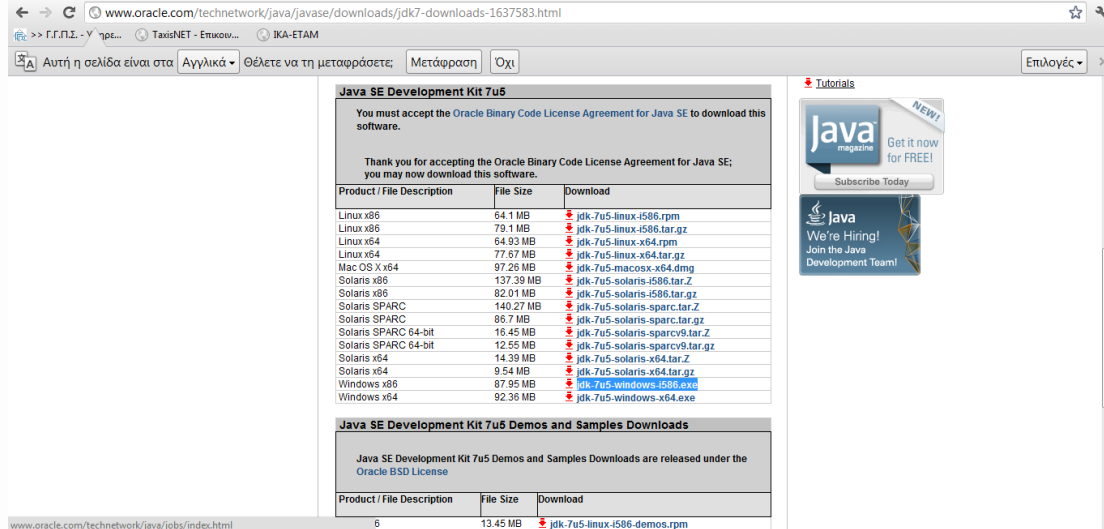 www.oracle.com/technetwork/java/javase/downloads/jdk7-downloads-1637583.html
>> Γ.Γ.Π.Σ. - Υπηρε... TaxisNET - Επικοιν... IKA-ETAM
Αυτή η σελίδα είναι στα Αγγλικά Θέλετε να τη μεταφράσετε; Μετάφραση Όχι Επιλογές
Tutorials
Java SE Development Kit 7u5
You must accept the Oracle Binary Code License Agreement for Java SE to download this
software.
Thank you for accepting the Oracle Binary Code License Agreement for Java SE;
you may now download this software.
Product / File Description File Size Download
Linux x86 64.1 MB jdk-7u5-linux-i586.rpm
Linux x86 79.1 MB jdk-7u5-linux-i586.tar.gz
Linux x64 64.93 MB jdk-7u5-linux-x64.rpm
Linux x64 77.67 MB jdk-7u5-linux-x64.tar.gz
Mac OS X x64 97.26 MB jdk-7u5-macosx-x64.dmg
Solaris x86 137.39 MB jdk-7u5-solaris-i586.tar.Z
Solaris x86 82.01 MB jdk-7u5-solaris-i586.tar.gz
Solaris SPARC 140.27 MB jdk-7u5-solaris-sparc.tar.Z
Solaris SPARC 86.7 MB jdk-7u5-solaris-sparc.tar.gz
Solaris SPARC 64-bit 16.45 MB jdk-7u5-solaris-sparcv9.tar.Z
Solaris SPARC 64-bit 12.55 MB jdk-7u5-solaris-sparcv9.tar.gz
Solaris x64 14.39 MB jdk-7u5-solaris-x64.tar.Z
Solaris x64 9.54 MB jdk-7u5-solaris-x64.tar.gz
Windows x86 87.95 MB jdk-7u5-windows-i586.exe
Windows x64 92.36 MB jdk-7u5-windows-x64.exe
Java SE Development Kit 7u5 Demos and Samples Downloads
Java SE Development Kit 7u5 Demos and Samples Downloads are released under the
Oracle BSD License
Product / File Description File Size Download
6 13.45 MB jdk-7u5-linux-i586-demos.rpm
NEW!
Java
magazine
Get it now
for FREE!
Subscribe Today
Java
We're Hiring!
Join the Java
Development Team!
www.oracle.com/technetwork/java/jobs/index.html